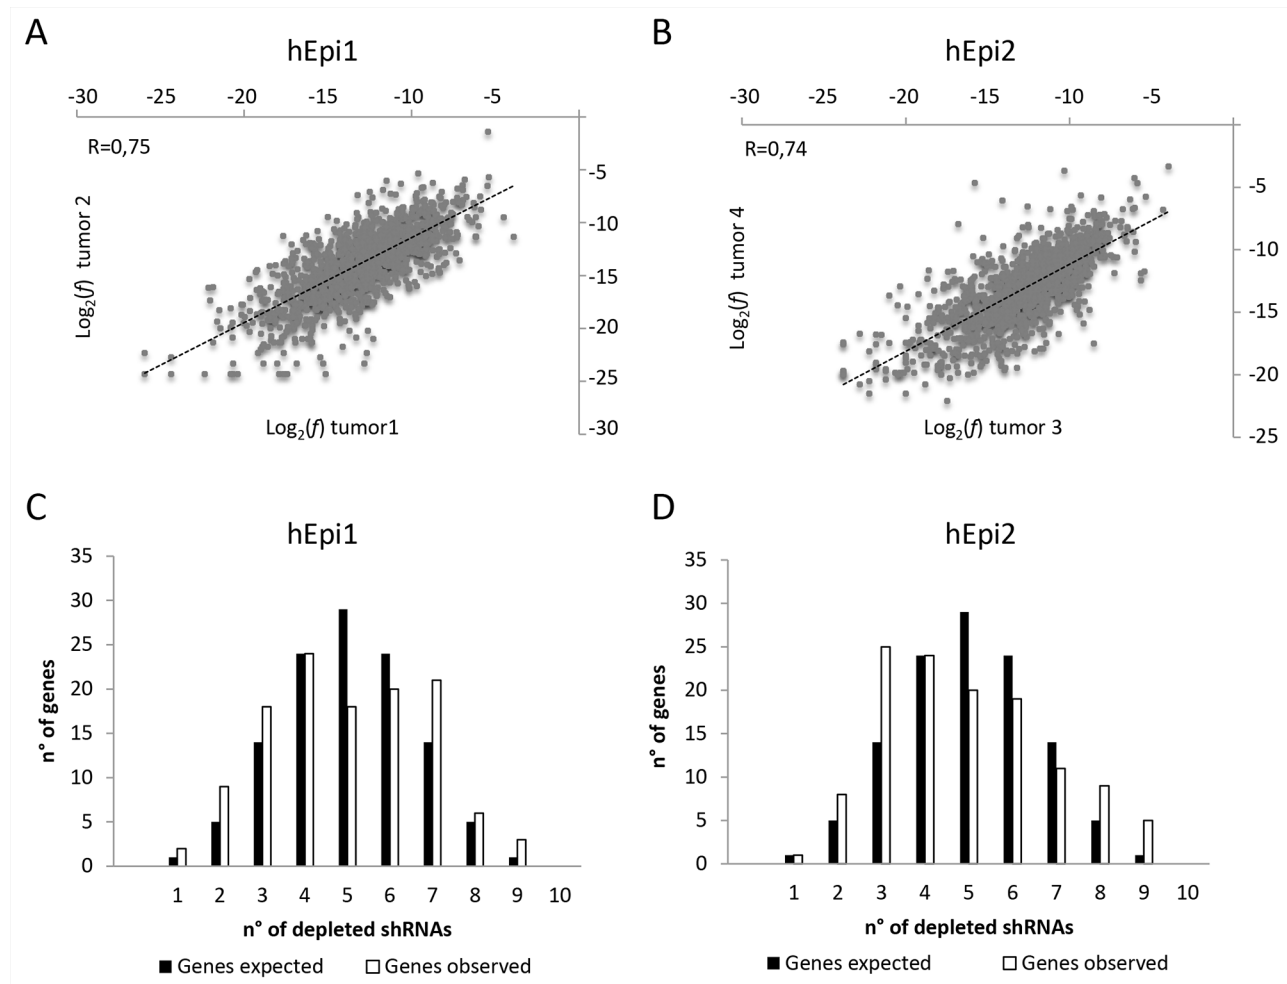 A
hEpi1
-30 -25 -20 -15 -10 -5
R=0,75
-5
-10
-15
-20
-25
-30
Log2(f) tumor 2
Log2(f) tumor1
B
hEpi2
-30 -25 -20 -15 -10 -5
R=0,74
-5
-10
-15
-20
-25
Log2(f) tumor 4
Log2(f) tumor 3
C
hEpi1
35
30
25
20
15
10
5
0
n° of genes
1 2 3 4 5 6 7 8 9 10
n° of depleted shRNAs
Genes expected Genes observed
D
hEpi2
35
30
25
20
15
10
5
0
n° of genes
1 2 3 4 5 6 7 8 9 10
n° of depleted shRNAs
Genes expected Genes observed